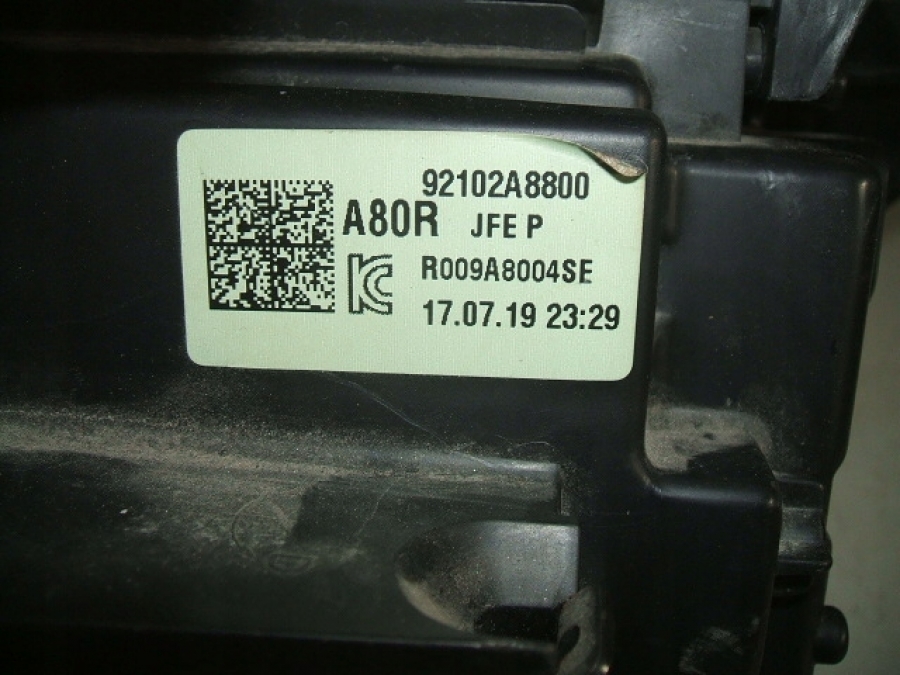 92102A8800
A80R JFE P
R009A8004SE
17.07.19 23:29